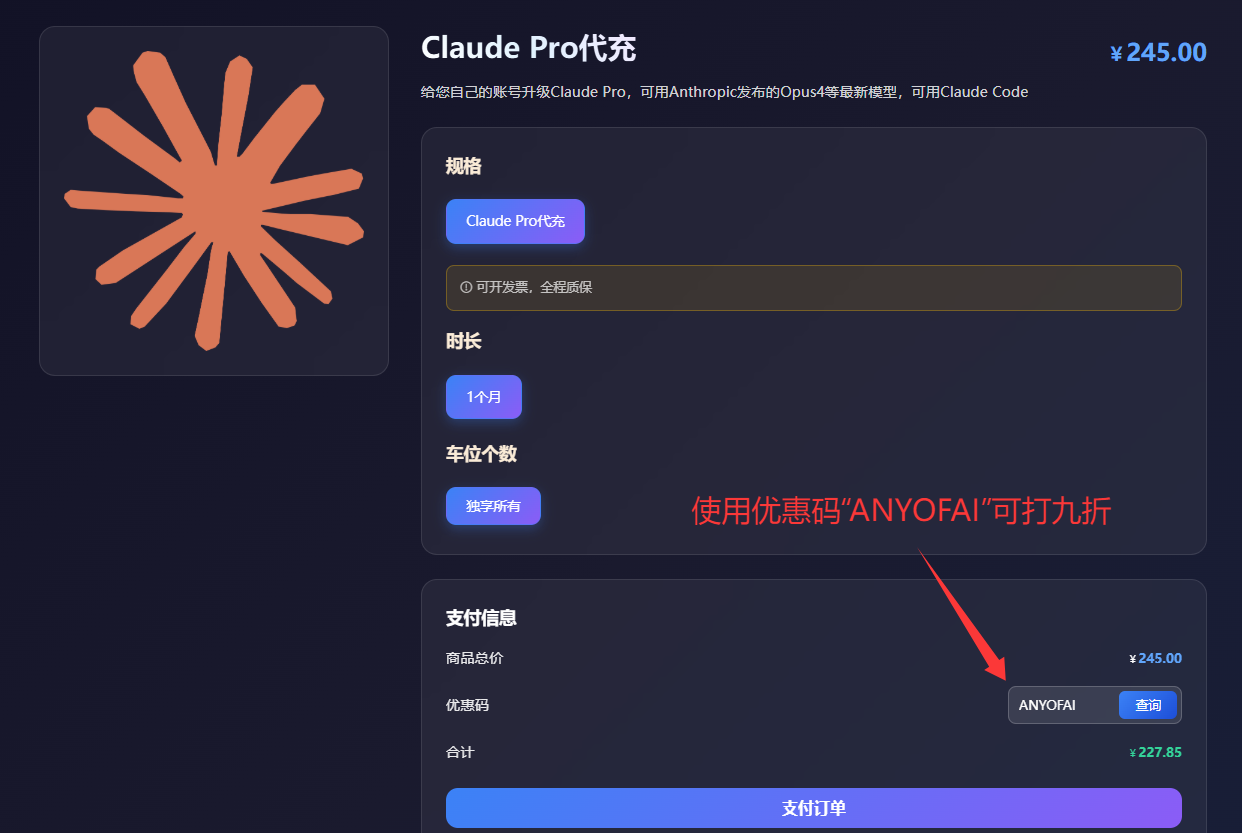 Claude Pro代充
¥245.00
给您自己的账号升级Claude Pro，可用Anthropic发布的Opus4等最新模型，可用Claude Code
规格
Claude Pro代充
可开发票，全程质保
时长
1个月
车位个数
独享所有
使用优惠码“ANYOFAI”可打九折
支付信息
商品总价
¥245.00
优惠码
ANYOFAI
查询
合计
¥227.85
支付订单